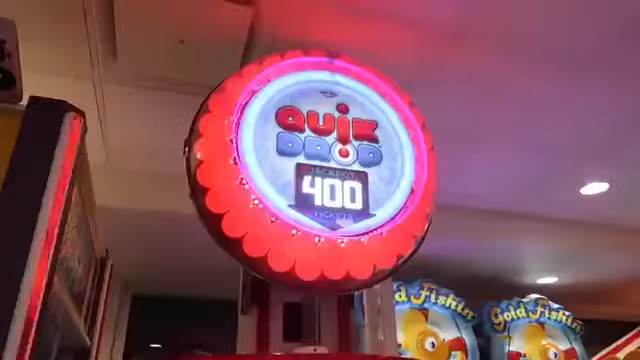 QUIK
DROP
JACKPOT
400
TICKETS
Gold Fishin'
Gold Fishin'